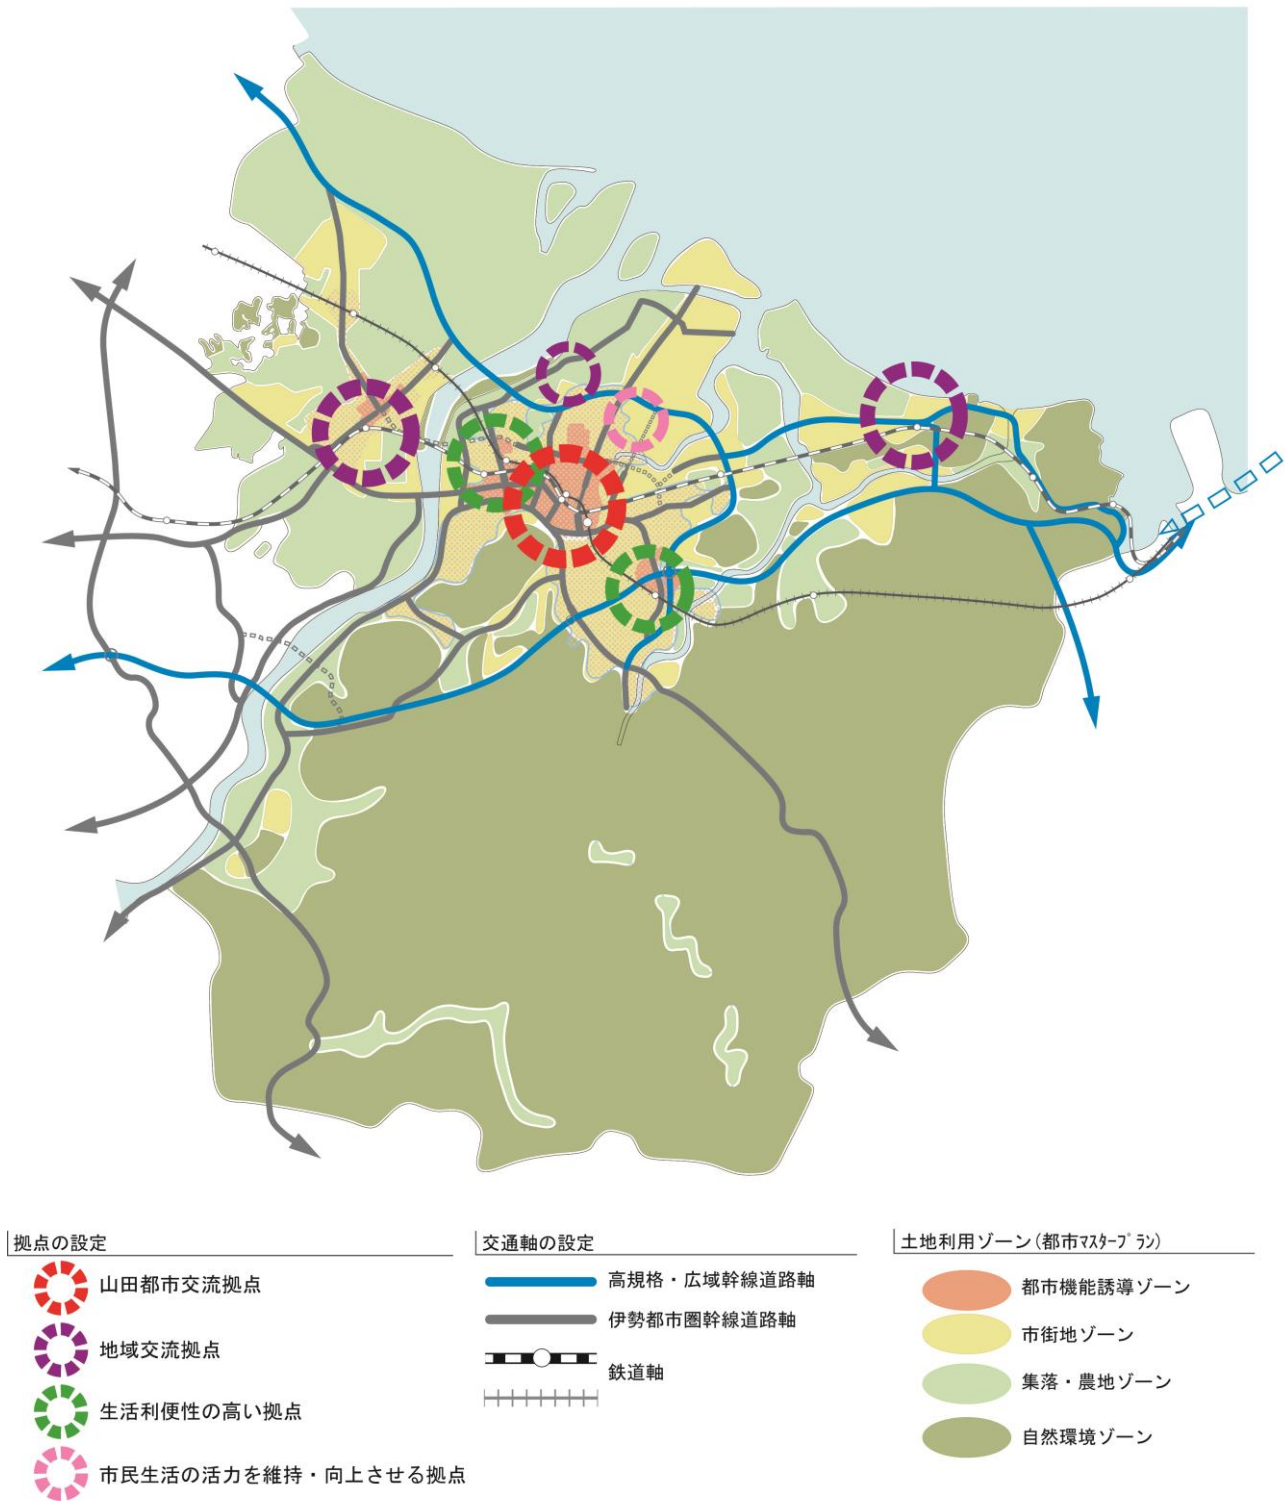 拠点の設定
山田都市交流拠点
地域交流拠点
生活利便性の高い拠点
市民生活の活力を維持・向上させる拠点
交通軸の設定
高規格・広域幹線道路軸
伊勢都市圏幹線道路軸
鉄道軸
土地利用ゾーン(都市ﾏｽﾀｰﾌﾟﾗﾝ)
都市機能誘導ゾーン
市街地ゾーン
集落・農地ゾーン
自然環境ゾーン